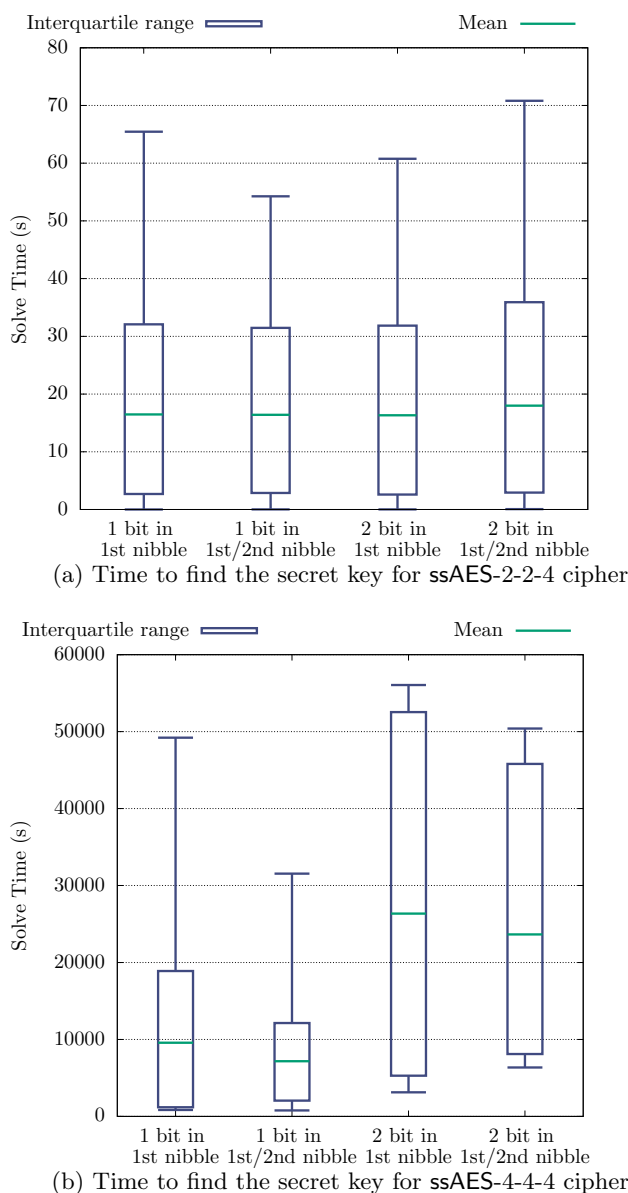 Interquartile range Mean
80
70
60
50
40
30
20
10
0
Solve Time (s)
1 bit in 1 bit in 2 bit in 2 bit in
1st nibble 1st/2nd nibble 1st nibble 1st/2nd nibble
(a) Time to find the secret key for ssAES-2-2-4 cipher
Interquartile range Mean
60000
50000
40000
30000
20000
10000
0
Solve Time (s)
1 bit in 1 bit in 2 bit in 2 bit in
1st nibble 1st/2nd nibble 1st nibble 1st/2nd nibble
(b) Time to find the secret key for ssAES-4-4-4 cipher